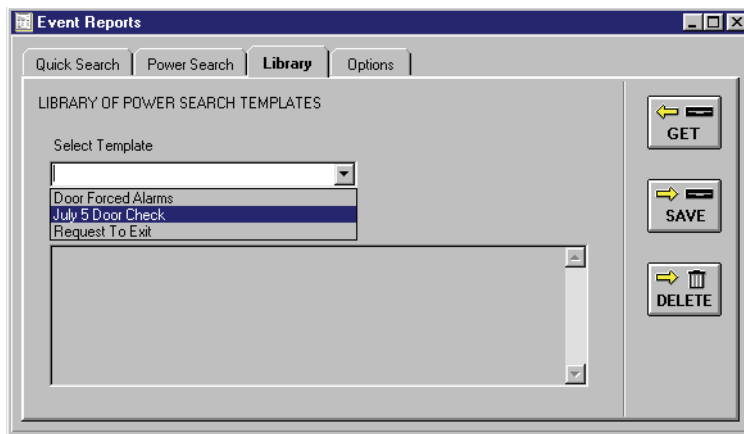 Event Reports
Quick Search Power Search Library Options
LIBRARY OF POWER SEARCH TEMPLATES
Select Template
Door Forced Alarms
July 5 Door Check
Request To Exit
GET
SAVE
DELETE